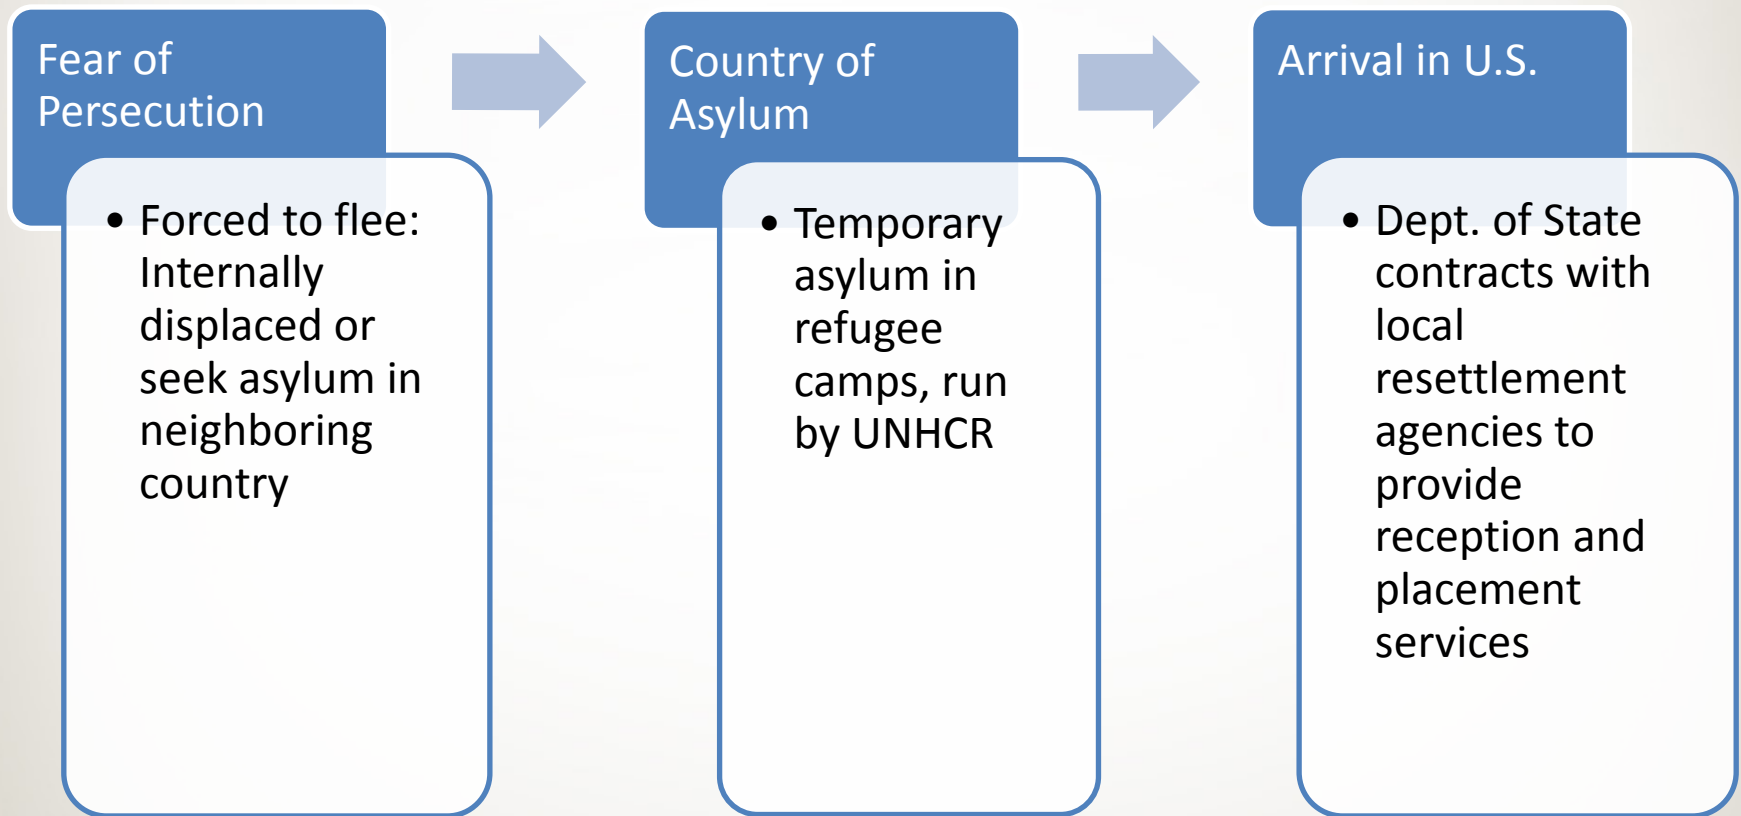 Fear of
Persecution
• Forced to flee:
Internally
displaced or
seek asylum in
neighboring
country
Country of
Asylum
• Temporary
asylum in
refugee
camps, run
by UNHCR
Arrival in U.S.
• Dept. of State
contracts with
local
resettlement
agencies to
provide
reception and
placement
services